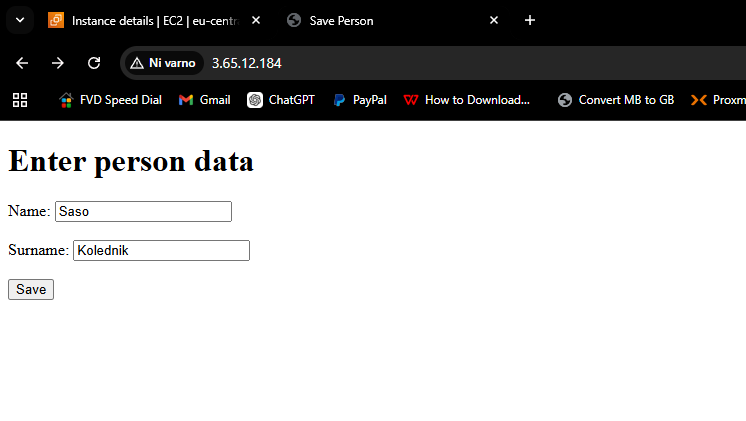 Instance details | EC2 | eu-centr
Save Person
Ni varno
3.65.12.184
FVD Speed Dial
Gmail
ChatGPT
PayPal
How to Download...
Convert MB to GB
Proxm
Enter person data
Name: Saso
Surname: Kolednik
Save